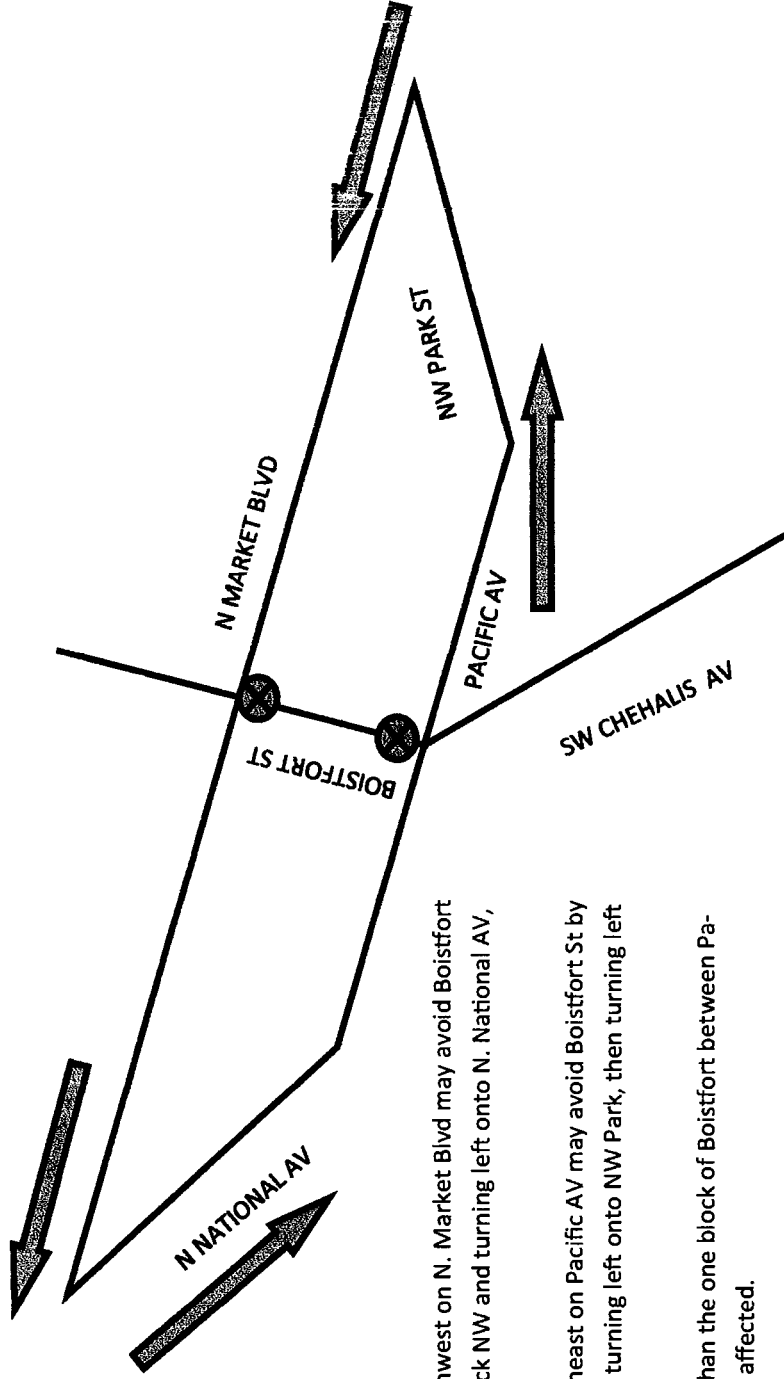 N MARKET BLVD
NW PARK ST
BOISTFORT ST
PACIFIC AV
SW CHEHALIS AV
N NATIONAL AV
nwest on N. Market Blvd may avoid Boistfort
ck NW and turning left onto N. National AV,
heast on Pacific AV may avoid Boistfort St by
turning left onto NW Park, then turning left
han the one block of Boistfort between Pa-
affected.